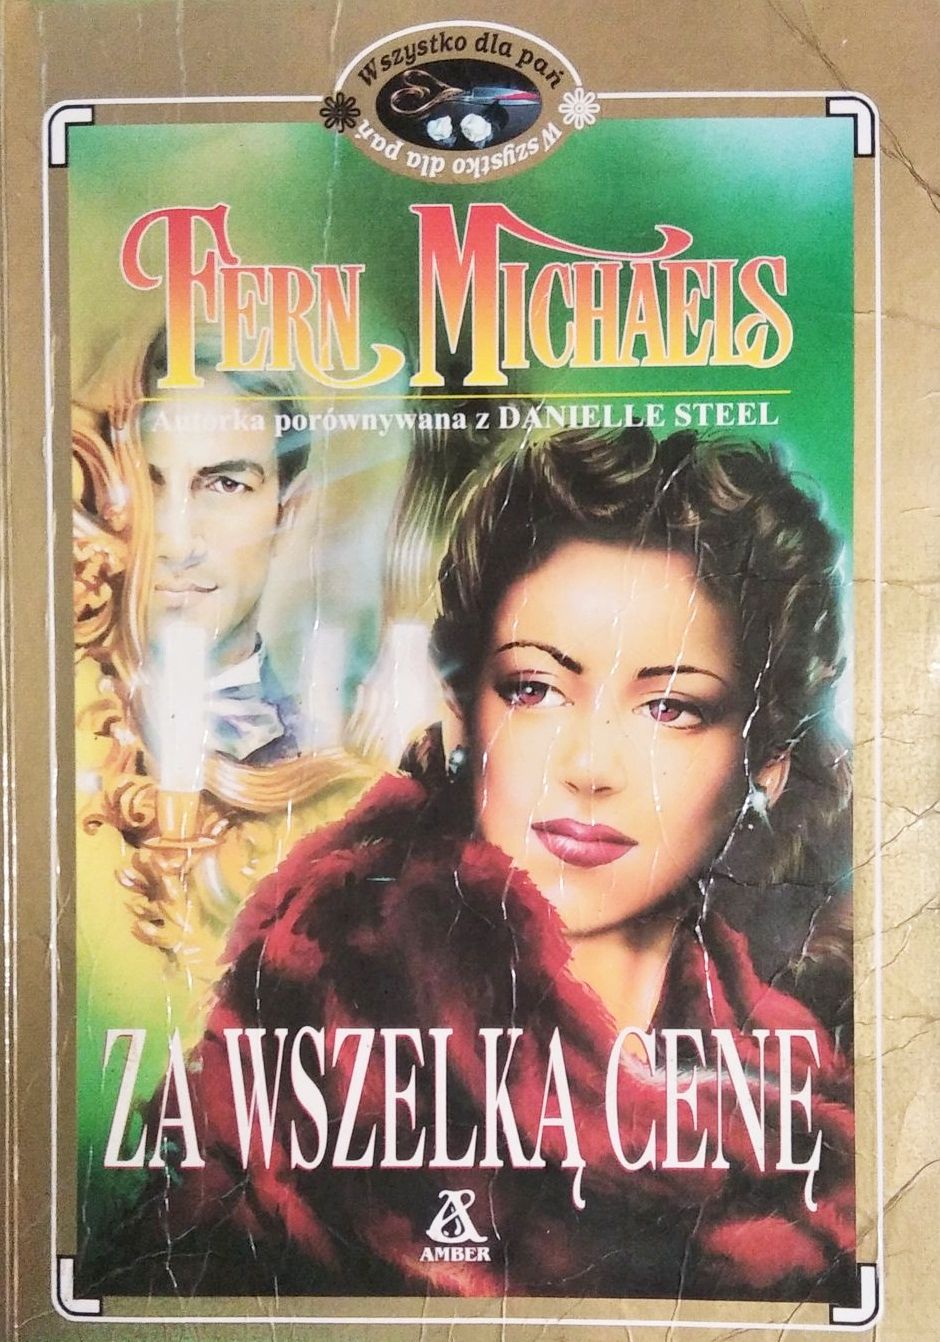 Wszystko dla pań
Wszystko dla pań
FERN MICHAELS
Autorka porównywana z DANIELLE STEEL
ZA WSZELKĄ CENĘ
A
AMBER